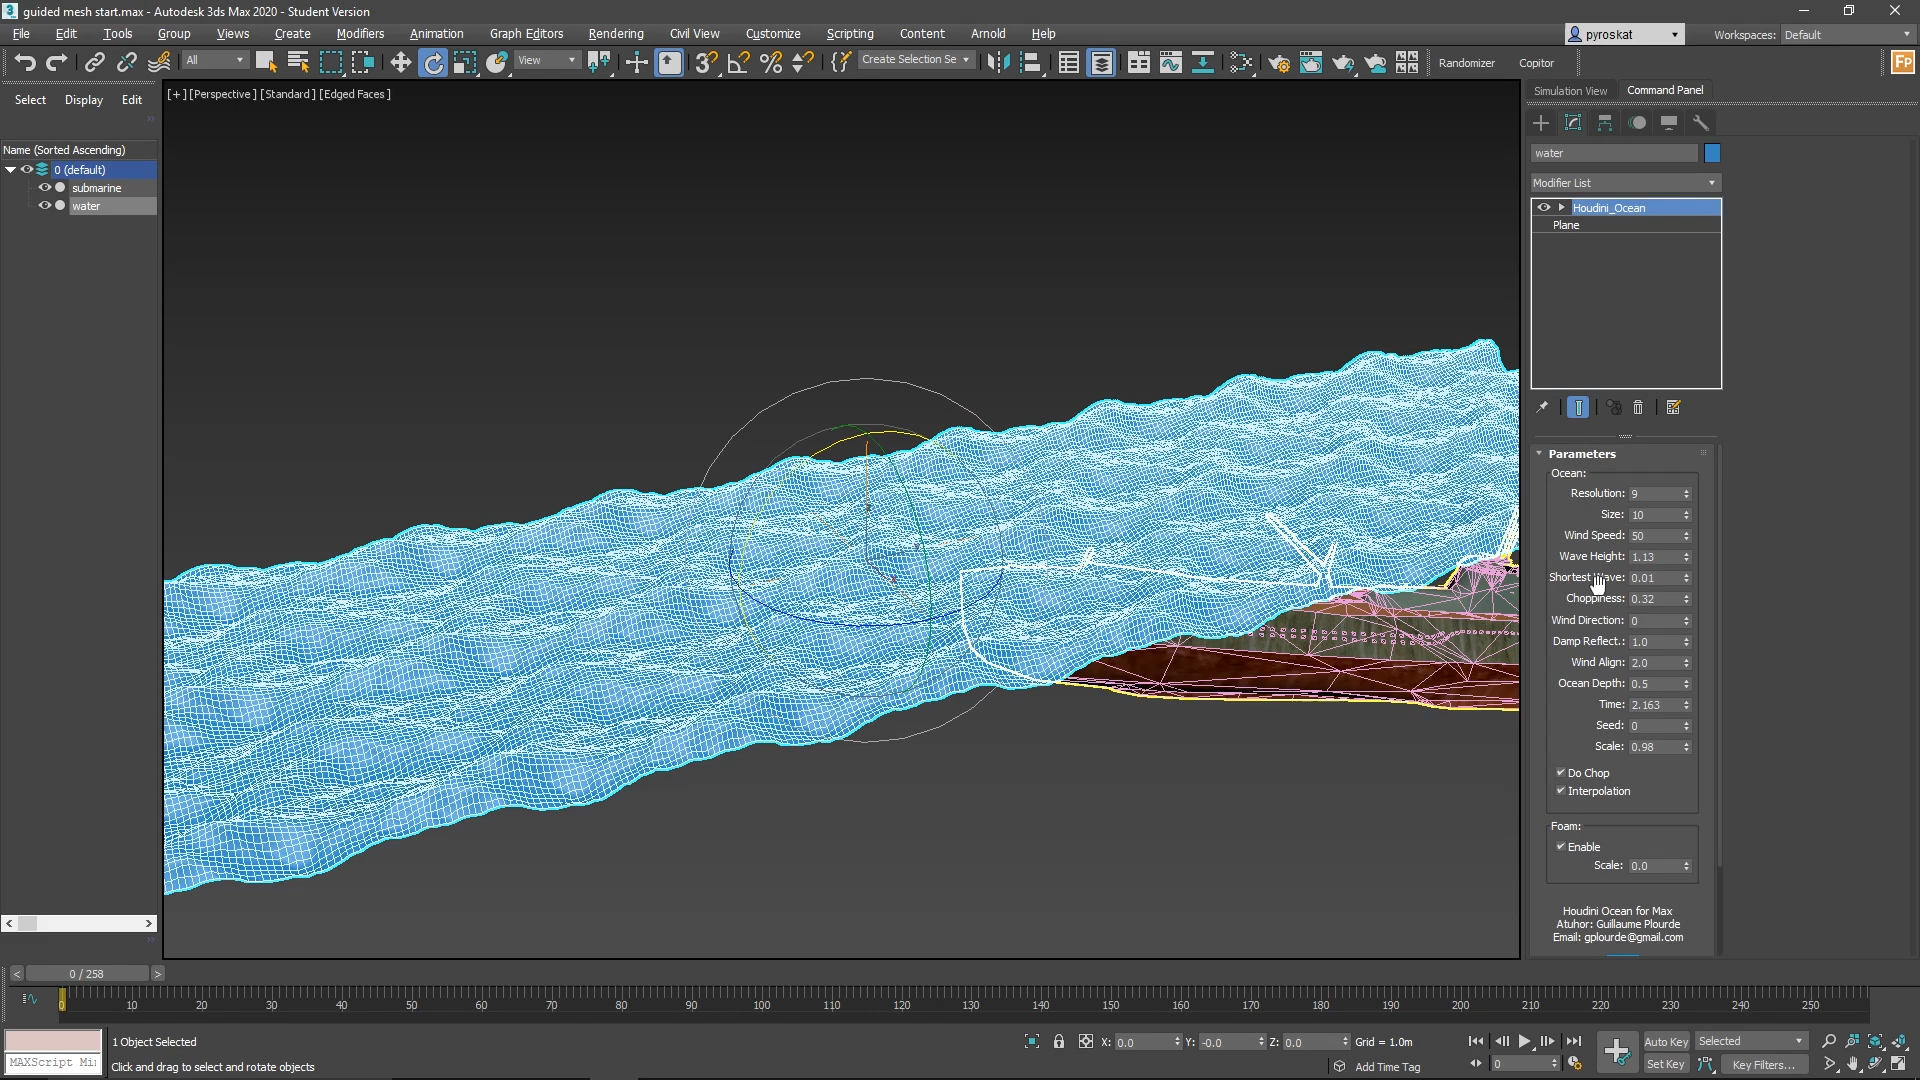 guided mesh start.max - Autodesk 3ds Max 2020 - Student Version
File Edit Tools Group Views Create Modifiers Animation Graph Editors Rendering Civil View Customize Scripting Content Arnold Help
pyroskat Workspaces: Default
All View Create Selection Se Randomizer Copitor
Select Display Edit
[+] [Perspective] [Standard] [Edged Faces]
Simulation View Command Panel
Name (Sorted Ascending)
0 (default)
submarine
water
water
Modifier List
Houdini_Ocean
Plane
Parameters
Ocean:
Resolution: 9
Size: 10
Wind Speed: 50
Wave Height: 1.13
Shortest Wave: 0.01
Choppiness: 0.32
Wind Direction: 0
Damp Reflect.: 1.0
Wind Align: 2.0
Ocean Depth: 0.5
Time: 2.163
Seed: 0
Scale: 0.98
Do Chop
Interpolation
Foam:
Enable
Scale: 0.0
Houdini Ocean for Max
Atuhor: Guillaume Plourde
Email: gplourde@gmail.com
< 0 / 258 >
0 10 20 30 40 50 60 70 80 90 100 110 120 130 140 150 160 170 180 190 200 210 220 230 240 250
1 Object Selected X: 0.0 Y: -0.0 Z: 0.0 Grid = 1.0m Auto Key Selected
MAXScript Mi Click and drag to select and rotate objects Add Time Tag 0 Set Key Key Filters...